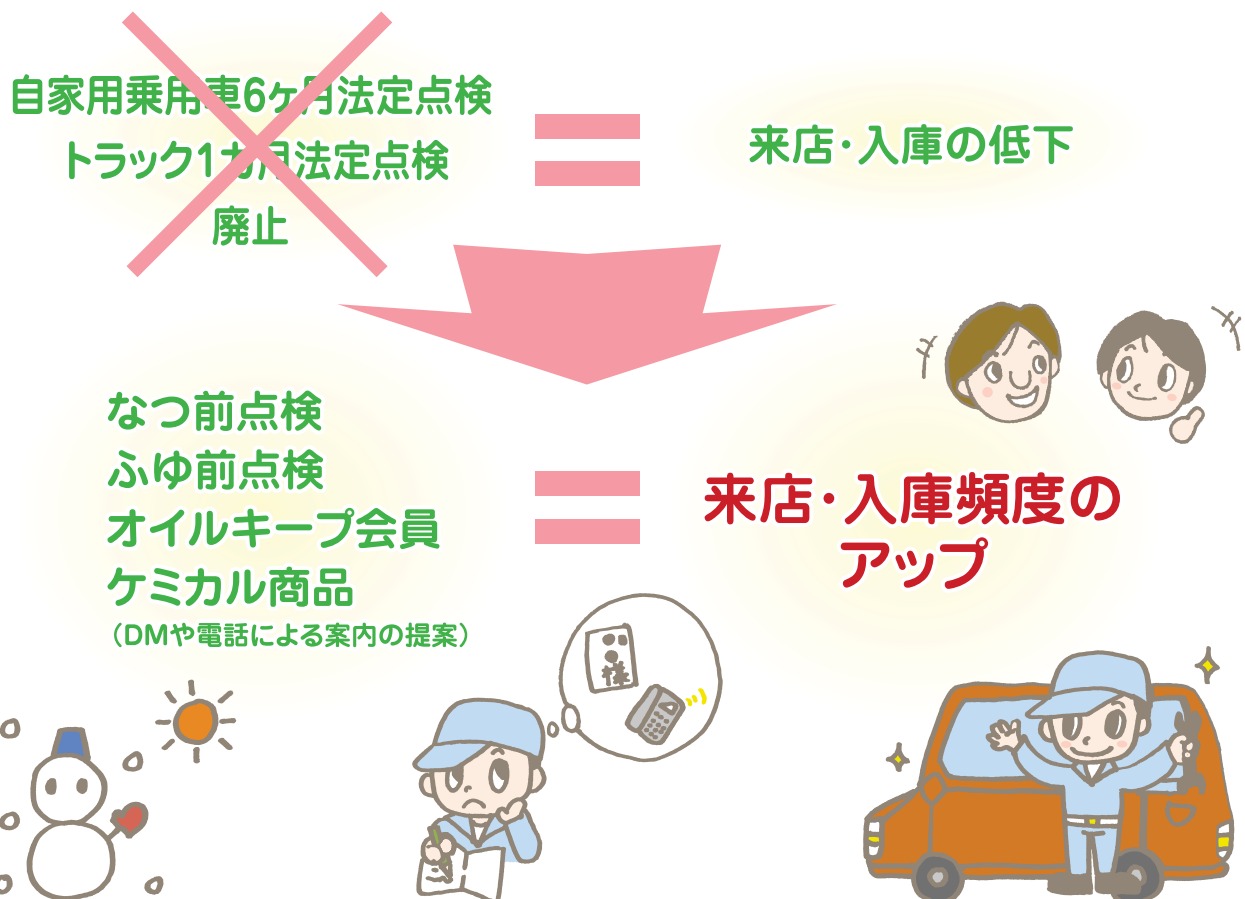 自家用乗用車6ヶ月法定点検
トラック1カ月法定点検
廃止
来店・入庫の低下
なつ前点検
ふゆ前点検
オイルキープ会員
ケミカル商品
（DMや電話による案内の提案）
来店・入庫頻度の
アップ
様